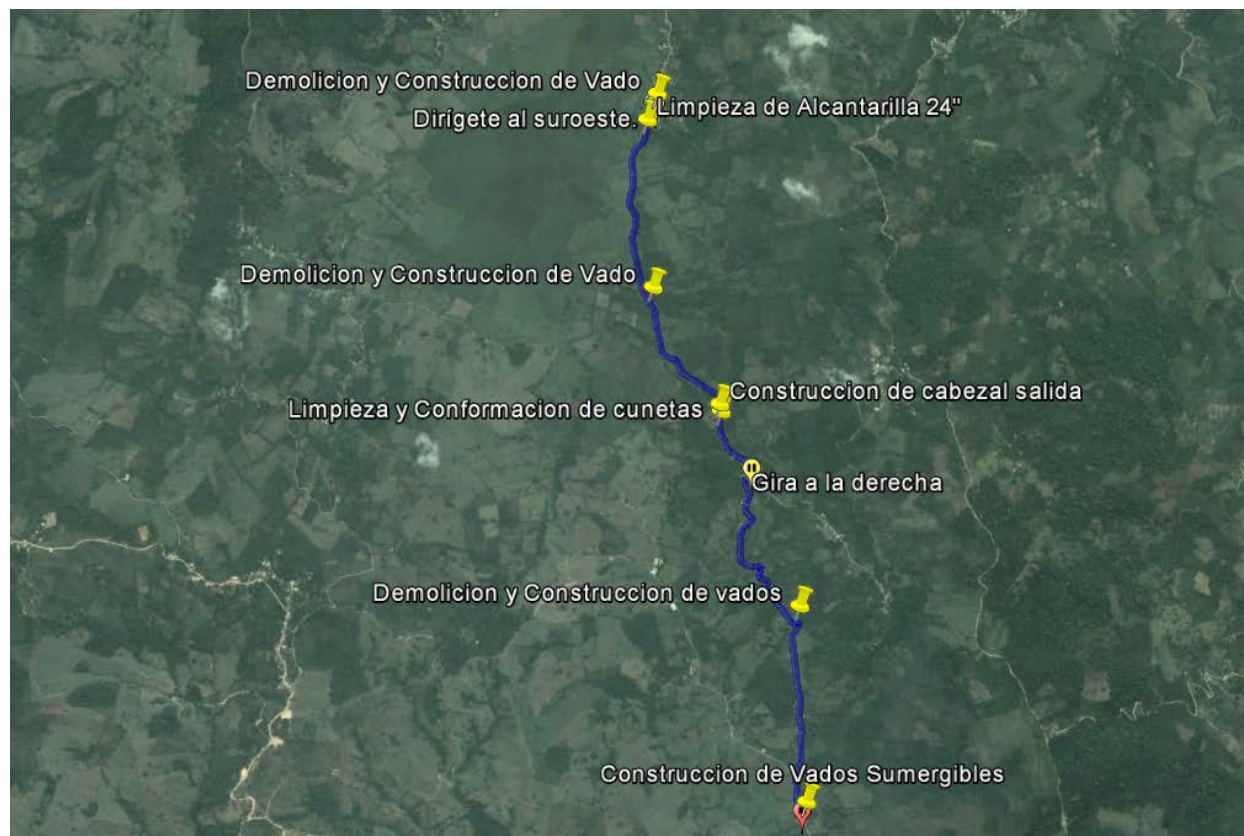 Demolicion y Construccion de Vado
Limpieza de Alcantarilla 24"
Dirígete al suroeste.
Demolicion y Construccion de Vado
Construccion de cabezal salida
Limpieza y Conformacion de cunetas
Gira a la derecha
Demolicion y Construccion de vados
Construccion de Vados Sumergibles